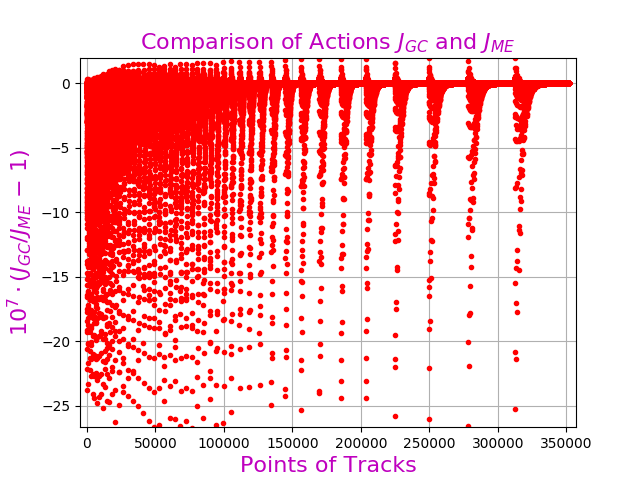 Comparison of Actions J_GC and J_ME
10^7 · (J_GC/J_ME − 1)
0
−5
−10
−15
−20
−25
0 50000 100000 150000 200000 250000 300000 350000
Points of Tracks